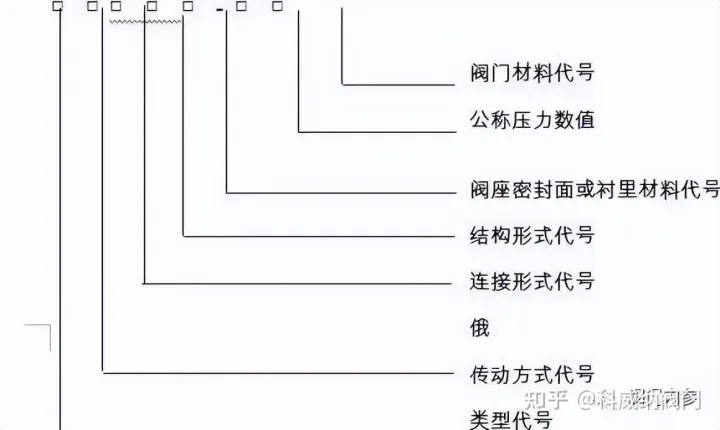 阀门材料代号
公称压力数值
阀座密封面或衬里材料代号
结构形式代号
连接形式代号
俄
传动方式代号
知乎 @科威纳阀门
类型代号